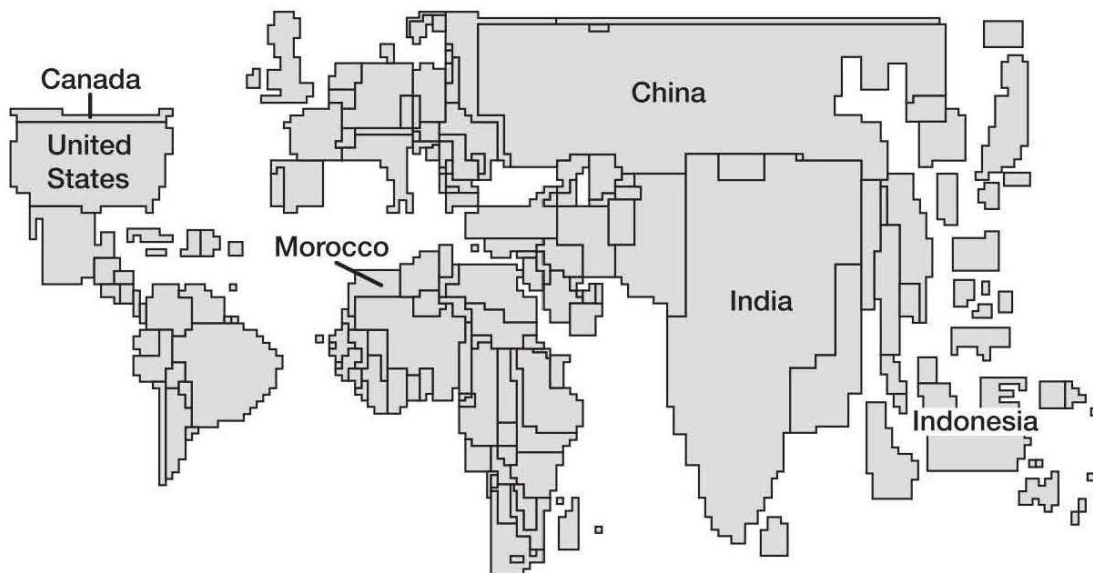 Canada
United
States
China
Morocco
India
Indonesia